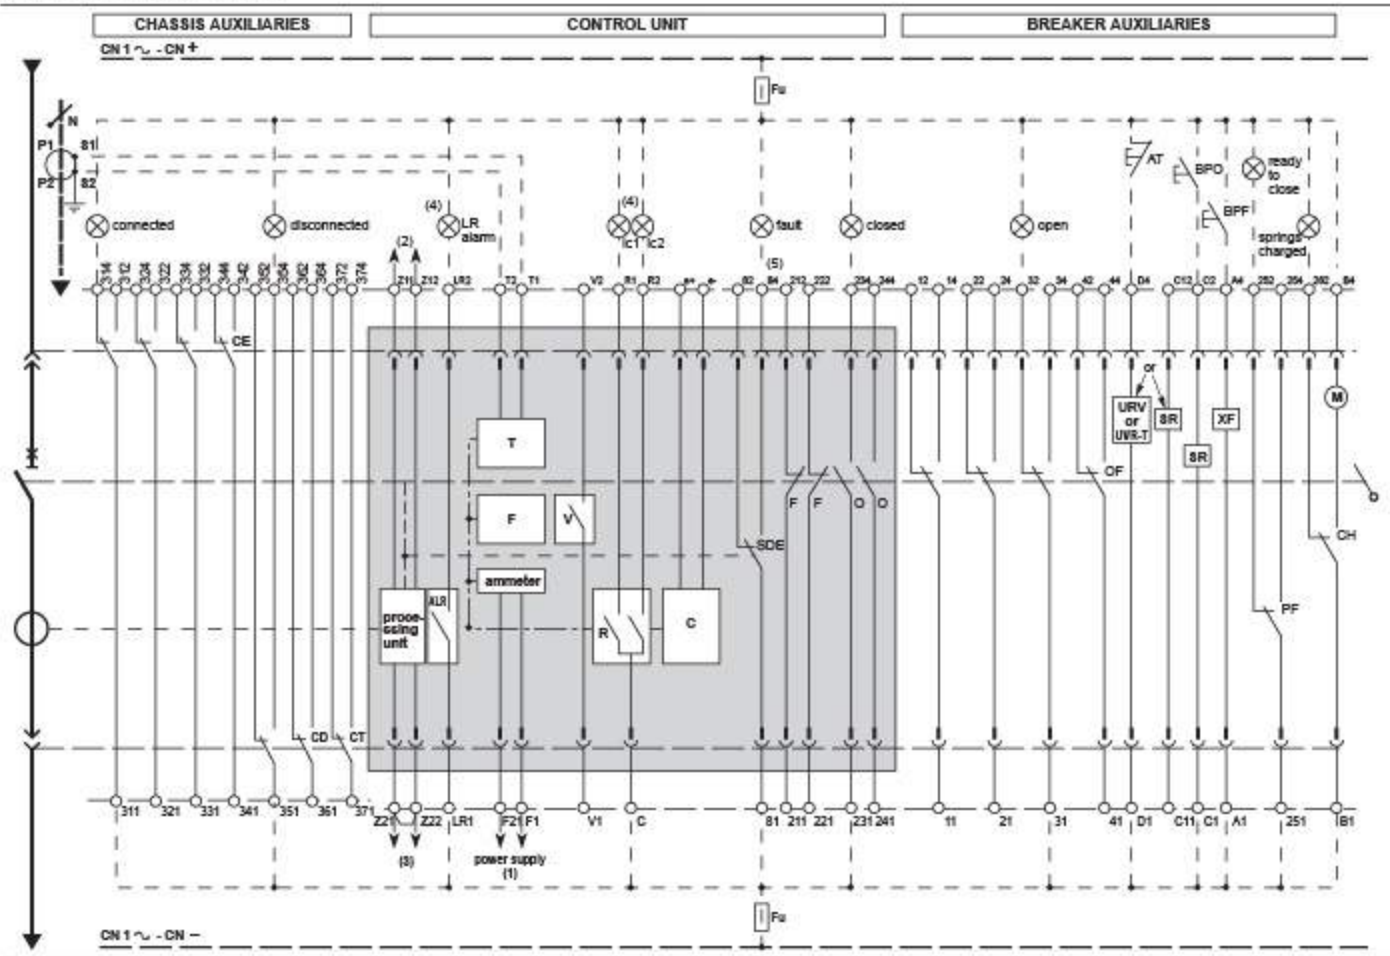 CHASSIS AUXILIARIES CONTROL UNIT BREAKER AUXILIARIES
CN 1 ~ - CN +
Fu
N
P1 S1
P2 S2
AT
BPO
ready to close
BPF
connected
disconnected
(4)
LR alarm
(2)
(4)
Ic1 Ic2
fault
(5)
closed
open
springs charged
314 312 324 322 334 332 344 342 352 354 362 364 372 374
Z11 Z12 LR2 T2 T1 V2 R1 R2 82 84 212 222 234 244
12 14 22 24 32 34 42 44 D4 C12 C2 A4 252 254 262 B4
CE
or
URV or UVR-T
SR
XF
M
SR
T
OF
F
V
F F O O
SDE
CH
ammeter
ALR
processing unit
R
C
PF
CD CT
311 321 331 341 351 361 371
Z21 Z22 LR1 F21 F1 V1 C 81 211 221 231 241
11 21 31 41 D1 C11 C1 A1 251 B1
(3)
power supply
(1)
Fu
CN 1 ~ - CN −